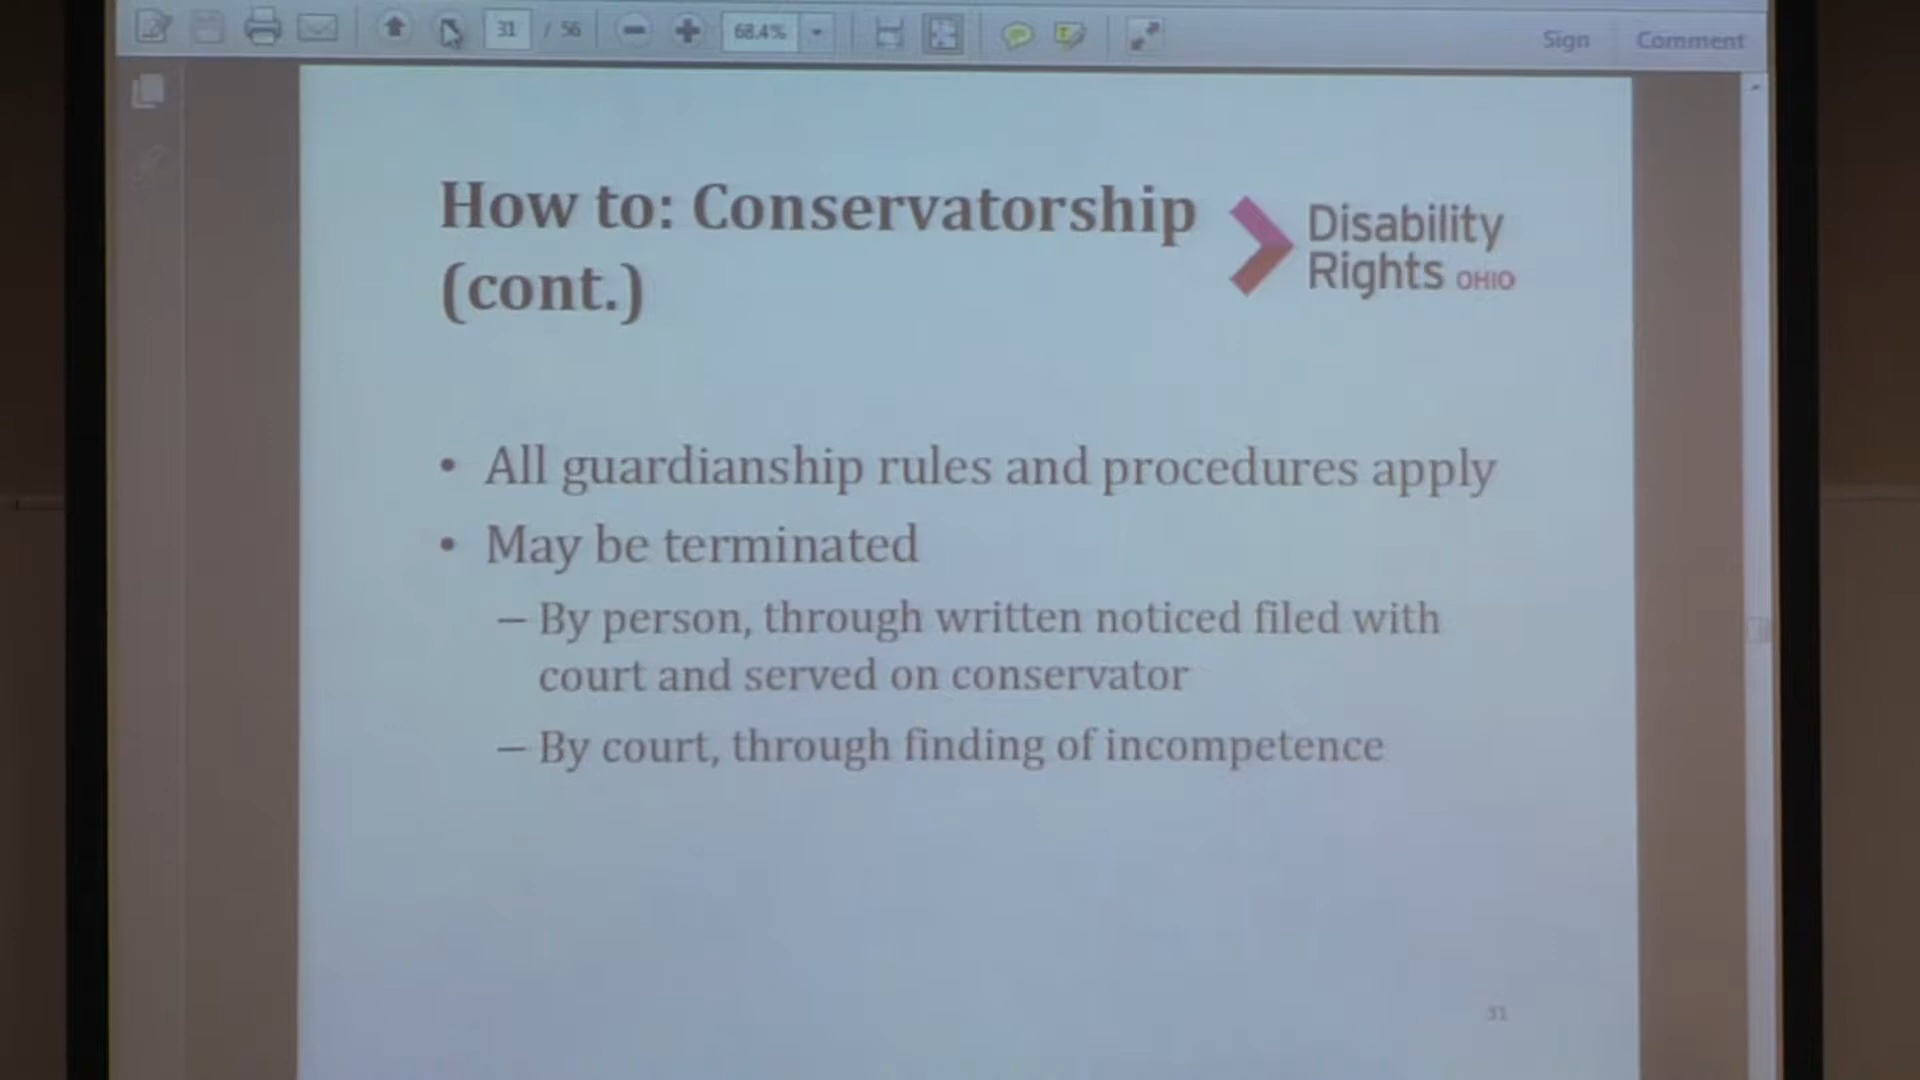 31 / 56
68.4%
Sign
Comment
How to: Conservatorship
(cont.)
Disability
Rights OHIO
• All guardianship rules and procedures apply
• May be terminated
– By person, through written noticed filed with
court and served on conservator
– By court, through finding of incompetence
31